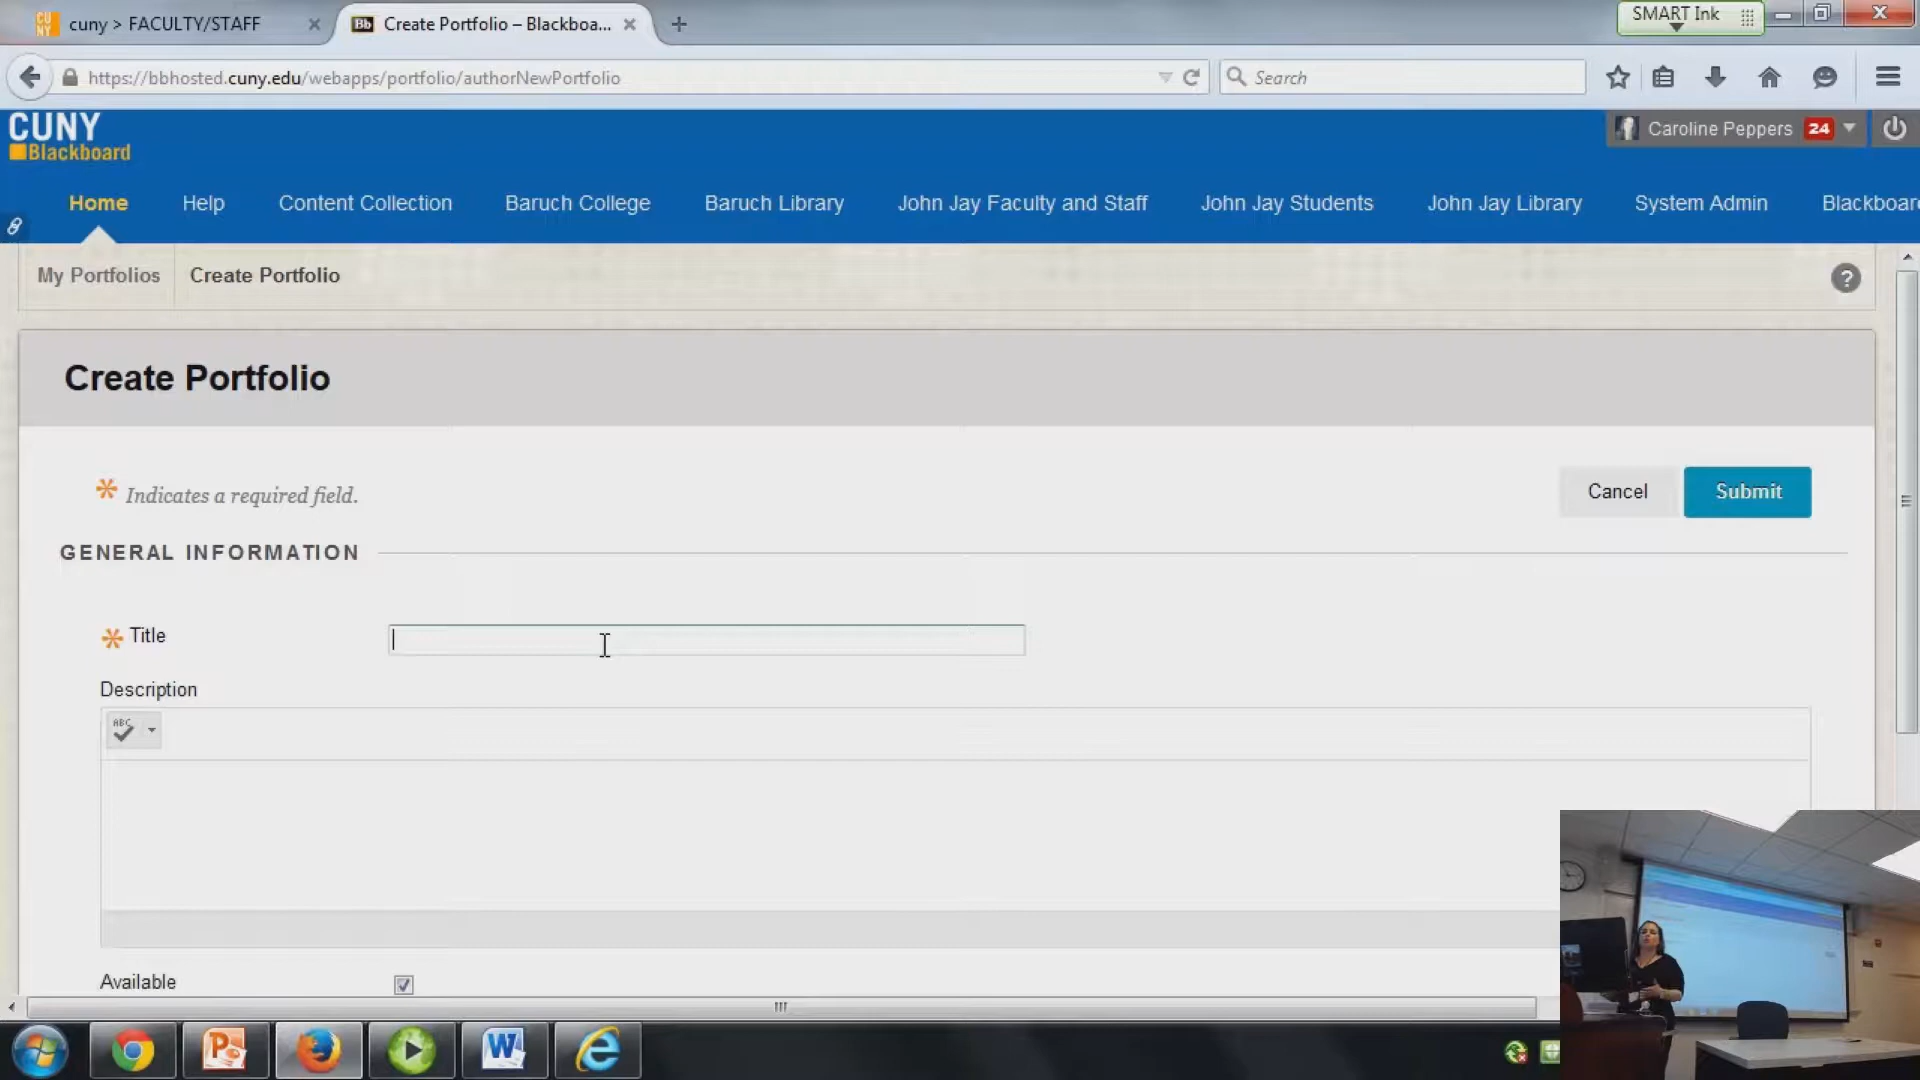 cuny > FACULTY/STAFF
Create Portfolio – Blackboa...
SMART Ink
https://bbhosted.cuny.edu/webapps/portfolio/authorNewPortfolio
Search
CUNY
Blackboard
Caroline Peppers 24
Home
Help
Content Collection
Baruch College
Baruch Library
John Jay Faculty and Staff
John Jay Students
John Jay Library
System Admin
Blackboar
My Portfolios
Create Portfolio
?
Create Portfolio
* Indicates a required field.
Cancel
Submit
GENERAL INFORMATION
* Title
Description
ABC
Available